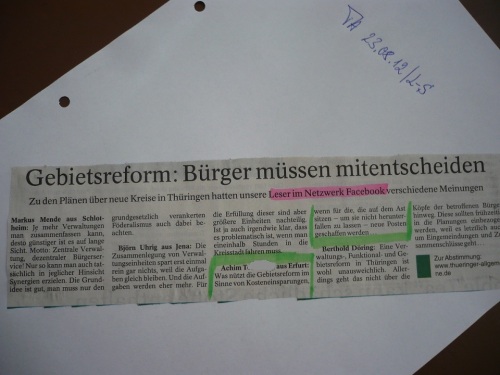 TA 23.08.12/L-S
Gebietsreform: Bürger müssen mitentscheiden
Zu den Plänen über neue Kreise in Thüringen hatten unsere Leser im Netzwerk Facebook verschiedene Meinungen
Markus Mende aus Schlot-
heim: Je mehr Verwaltungen
man zusammenfassen kann,
desto günstiger ist es auf lange
Sicht. Motto: Zentrale Verwal-
tung, dezentraler Bürgerser-
vice! Nur so kann man auch tat-
sächlich in jeglicher Hinsicht
Synergien erzielen. Die Grund-
idee ist gut, man muss nur den
grundgesetzlich verankerten
Föderalismus auch dabei be-
achten.
Björn Uhrig aus Jena: Die
Zusammenlegung von Verwal-
tungseinheiten spart erst einmal
gar nichts, weil die Aufga-
ben gleich bleiben. Und die Auf-
gaben werden eher mehr. Für
die Erfüllung dieser sind aber
größere Einheiten nachteilig.
Ist ja auch irgendwie klar, dass
es problematisch ist, wenn man
eineinhalb Stunden in die
Kreisstadt fahren muss.
Achim T. aus Erfurt:
Was nützt die Gebietsreform im
Sinne von Kosteneinsparungen,
wenn für die, die auf dem Ast
sitzen – um sie nicht herunter-
fallen zu lassen – neue Posten
geschaffen werden
Berthold Döring: Eine Ver-
waltungs-, Funktional- und Ge-
bietsreform in Thüringen ist
wohl unausweichlich. Aller-
dings geht das nicht über die
Köpfe der betroffenen Bürger
hinweg. Diese sollten frühzeitig
in die Planungen einbezogen
werden, weil es letztlich auch
um Eingemeindungen und Zu-
sammenschlüsse geht.
Zur Abstimmung:
www.thueringer-allgemei
ne.de